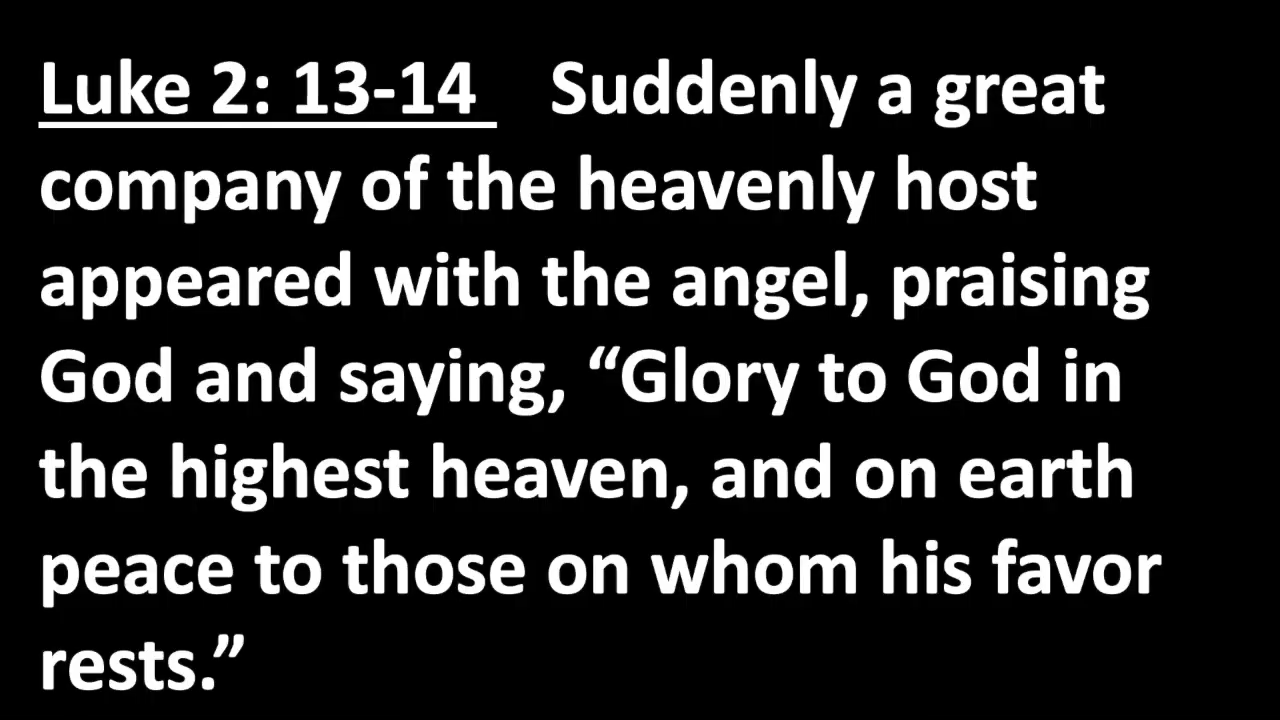 Luke 2: 13-14 Suddenly a great
company of the heavenly host
appeared with the angel, praising
God and saying, “Glory to God in
the highest heaven, and on earth
peace to those on whom his favor
rests.”